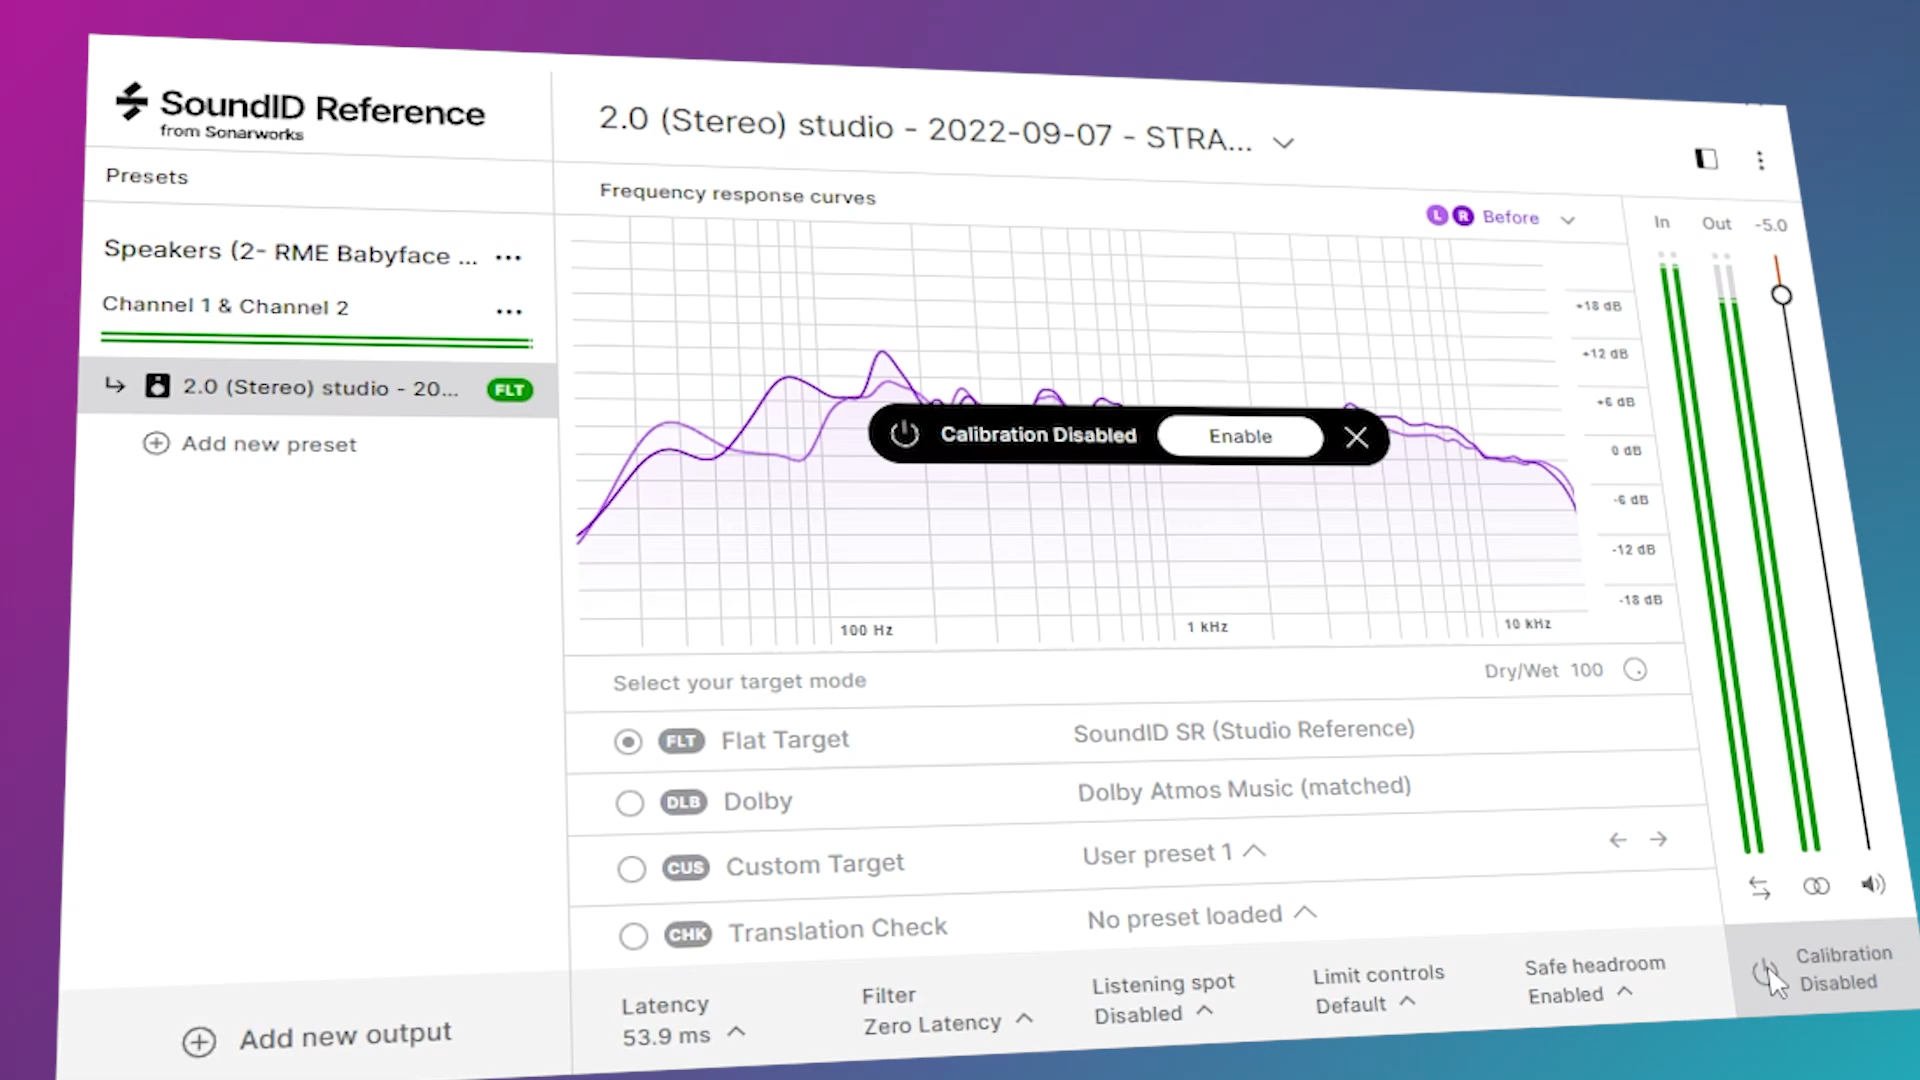 SoundID Reference
from Sonarworks
2.0 (Stereo) studio - 2022-09-07 - STRA...
Presets
Frequency response curves
L R Before
In Out -5.0
Speakers (2- RME Babyface ...
Channel 1 & Channel 2
2.0 (Stereo) studio - 20... FLT
Add new preset
Calibration Disabled Enable
+18 dB
+12 dB
+6 dB
0 dB
-6 dB
-12 dB
-18 dB
100 Hz 1 kHz 10 kHz
Select your target mode Dry/Wet 100
FLT Flat Target SoundID SR (Studio Reference)
DLB Dolby Dolby Atmos Music (matched)
CUS Custom Target User preset 1
CHK Translation Check No preset loaded
Add new output
Latency
53.9 ms
Filter
Zero Latency
Listening spot
Disabled
Limit controls
Default
Safe headroom
Enabled
Calibration
Disabled